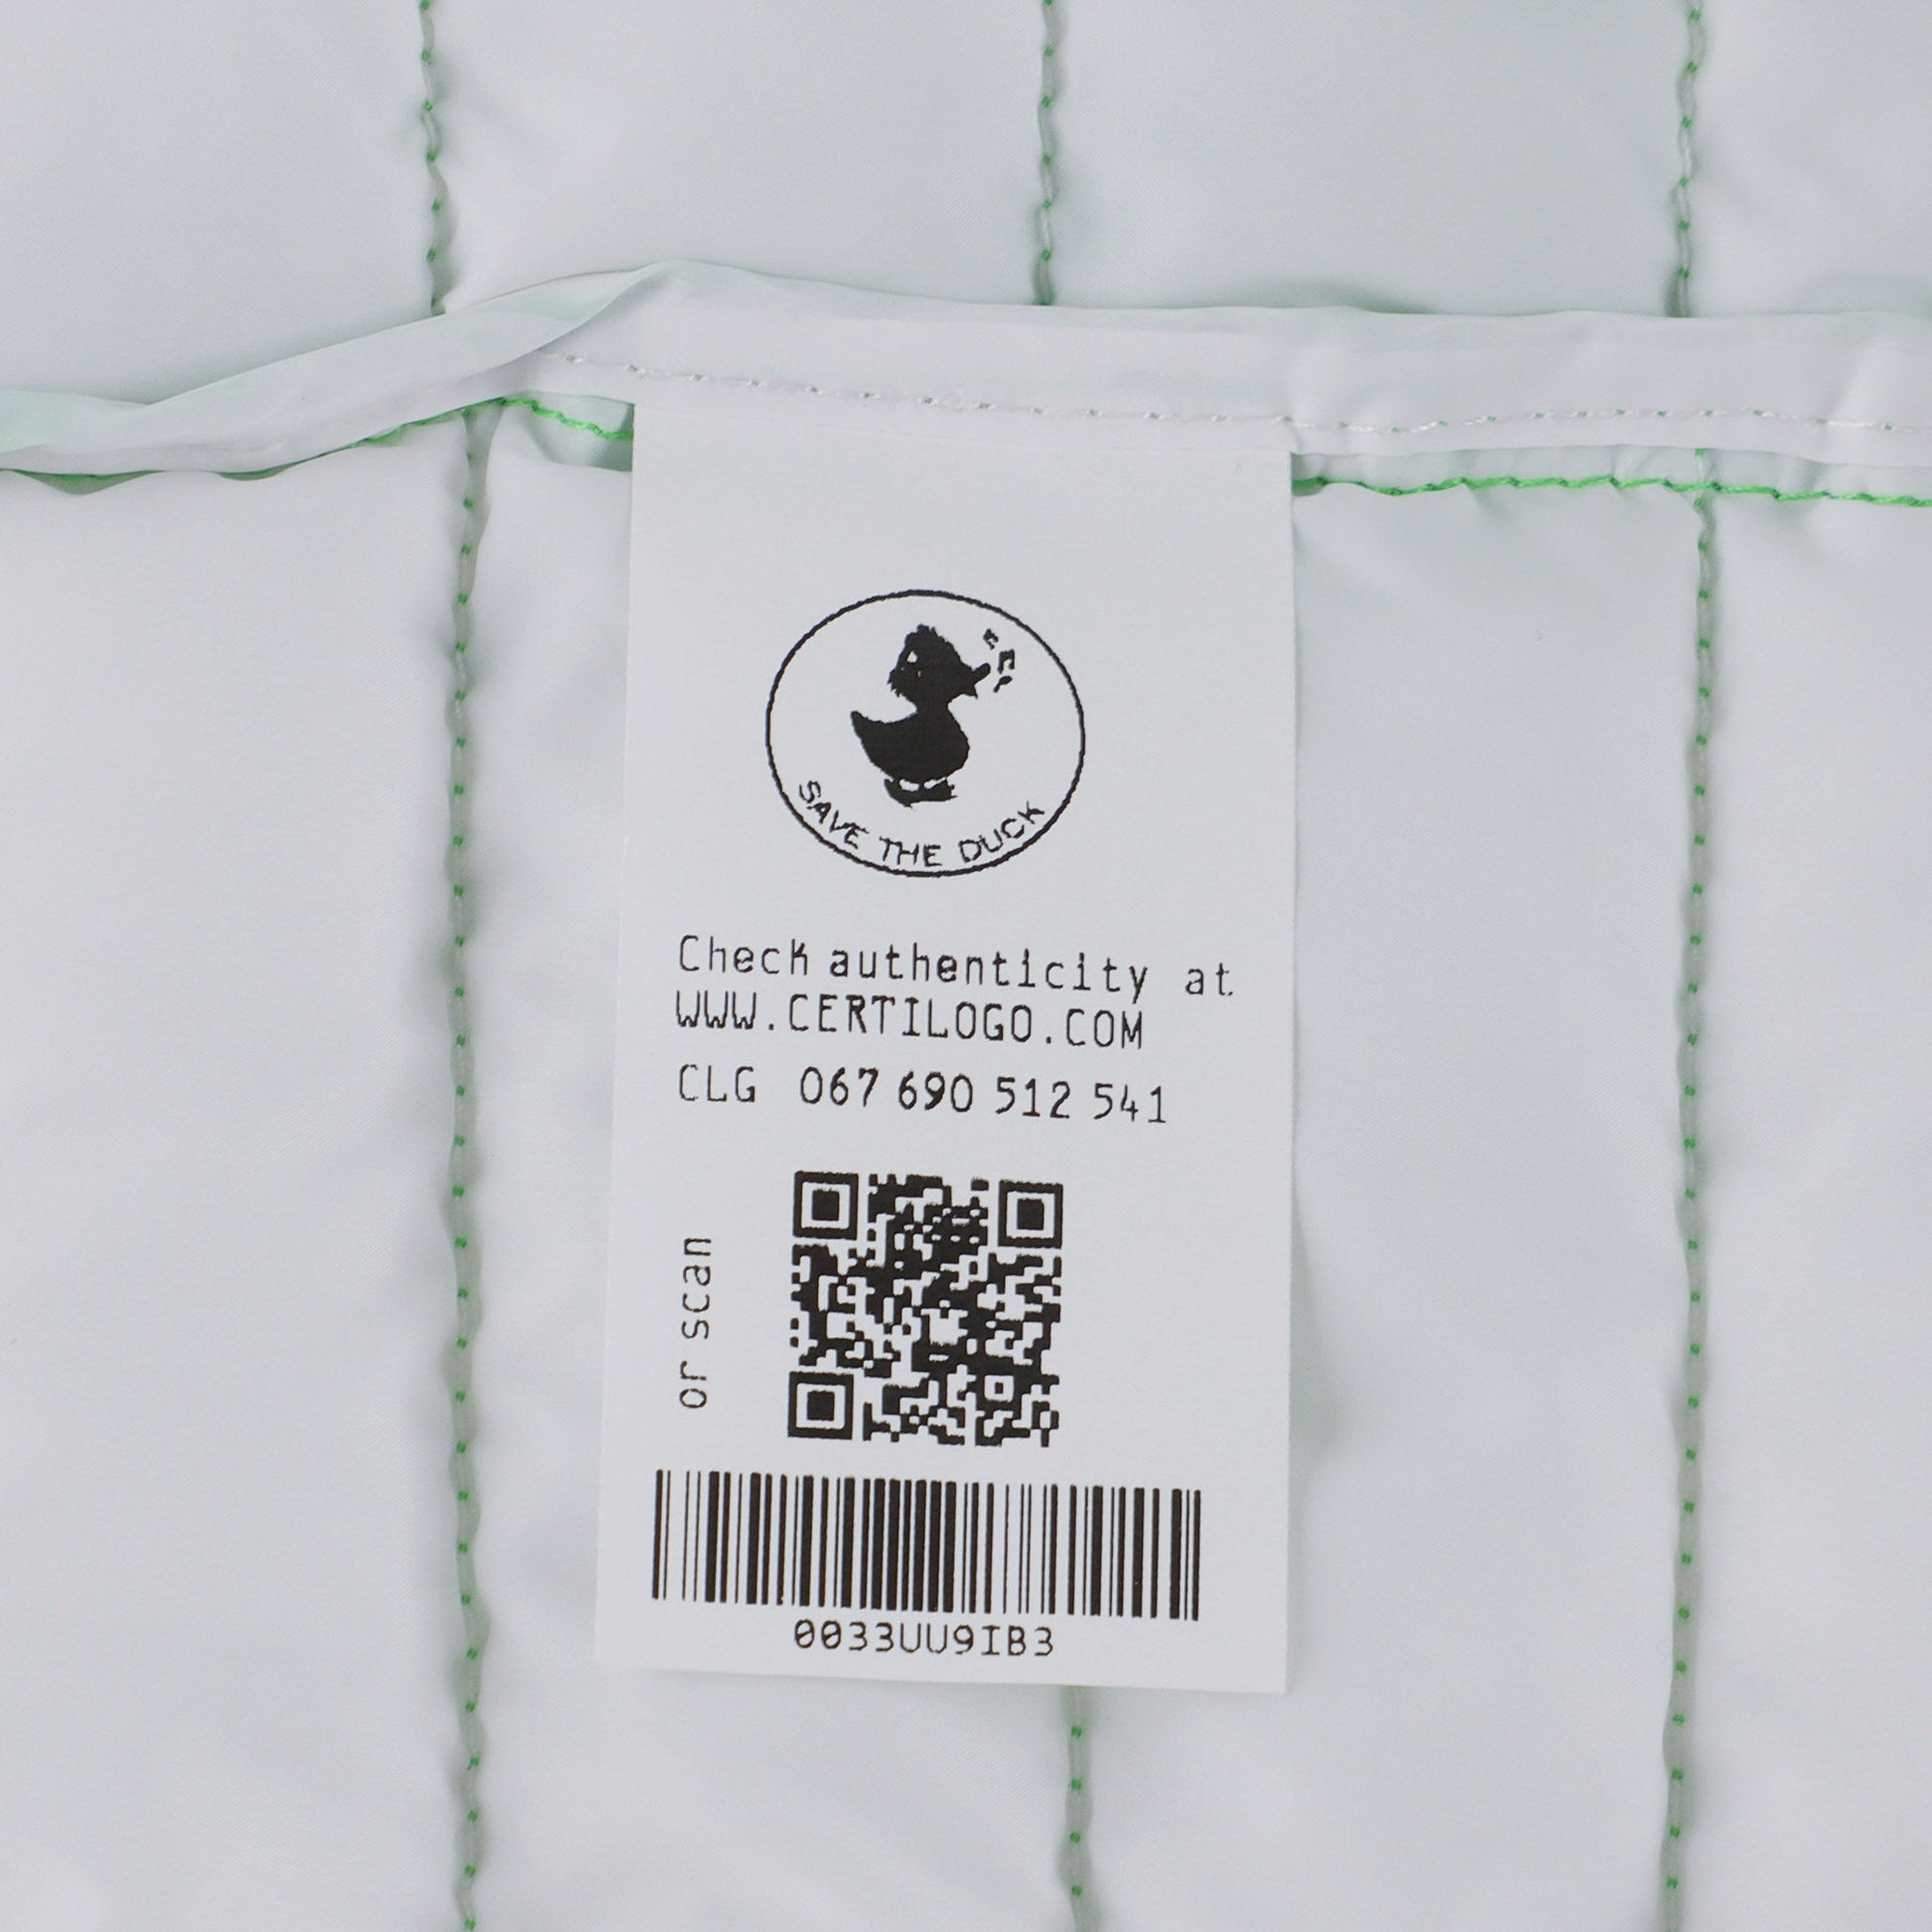 SAVE THE DUCK
Check authenticity at
WWW.CERTILOGO.COM
CLG 067 690 512 541
or scan
0033UU9IB3